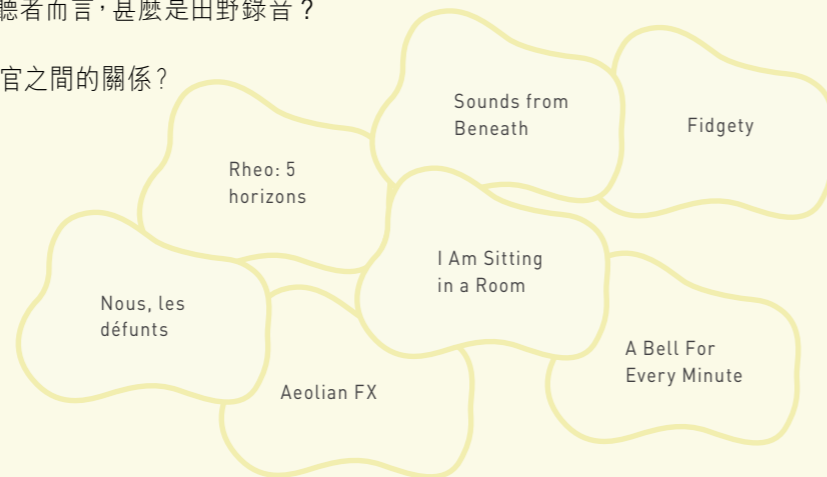 聽者而言，甚麼是田野錄音？
官之間的關係？
Sounds from
Beneath
Fidgety
Rheo: 5
horizons
I Am Sitting
in a Room
Nous, les
défunts
A Bell For
Every Minute
Aeolian FX